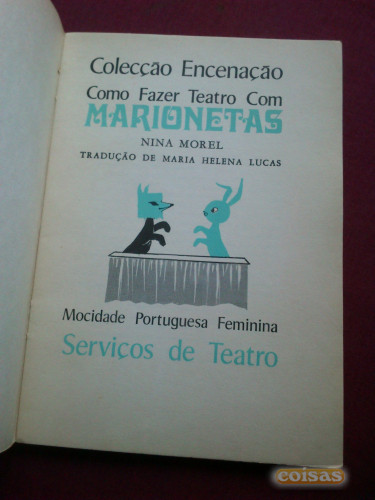 Colecção Encenação
Como Fazer Teatro Com
MARIONETAS
NINA MOREL
TRADUÇÃO DE MARIA HELENA LUCAS
Mocidade Portuguesa Feminina
Serviços de Teatro
coisas